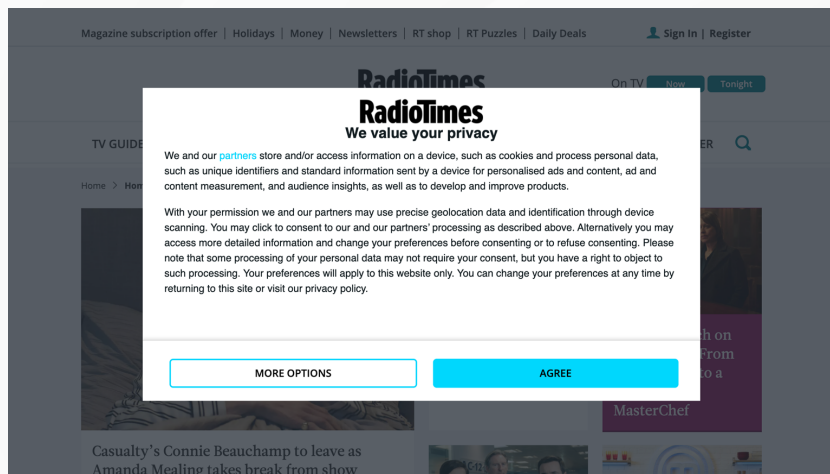 Magazine subscription offer | Holidays | Money | Newsletters | RT shop | RT Puzzles | Daily Deals
Sign In | Register
RadioTimes
On TV Now Tonight
TV GUIDE
ER
Home > Hom
RadioTimes
We value your privacy
We and our partners store and/or access information on a device, such as cookies and process personal data,
such as unique identifiers and standard information sent by a device for personalised ads and content, ad and
content measurement, and audience insights, as well as to develop and improve products.
With your permission we and our partners may use precise geolocation data and identification through device
scanning. You may click to consent to our and our partners' processing as described above. Alternatively you may
access more detailed information and change your preferences before consenting or to refuse consenting. Please
note that some processing of your personal data may not require your consent, but you have a right to object to
such processing. Your preferences will apply to this website only. You can change your preferences at any time by
returning to this site or visit our privacy policy.
MORE OPTIONS
AGREE
ch on
From
to a
MasterChef
Casualty's Connie Beauchamp to leave as
Amanda Mealing takes break from show